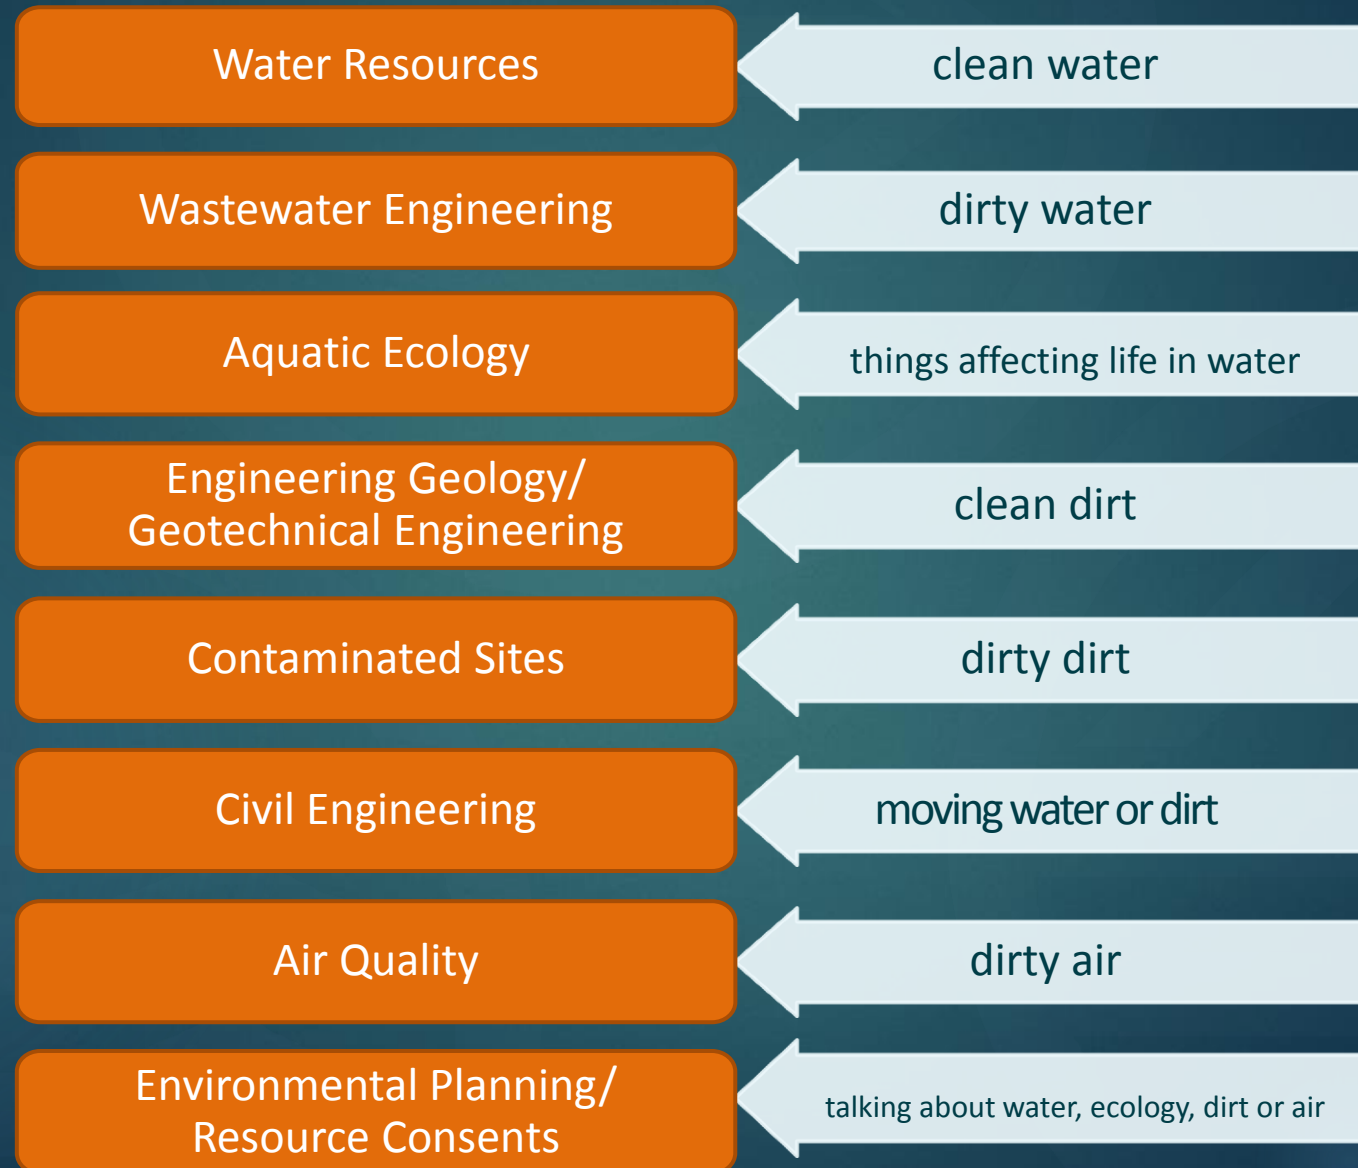 Water Resources
clean water
Wastewater Engineering
dirty water
Aquatic Ecology
things affecting life in water
Engineering Geology/
Geotechnical Engineering
clean dirt
Contaminated Sites
dirty dirt
Civil Engineering
moving water or dirt
Air Quality
dirty air
Environmental Planning/
Resource Consents
talking about water, ecology, dirt or air